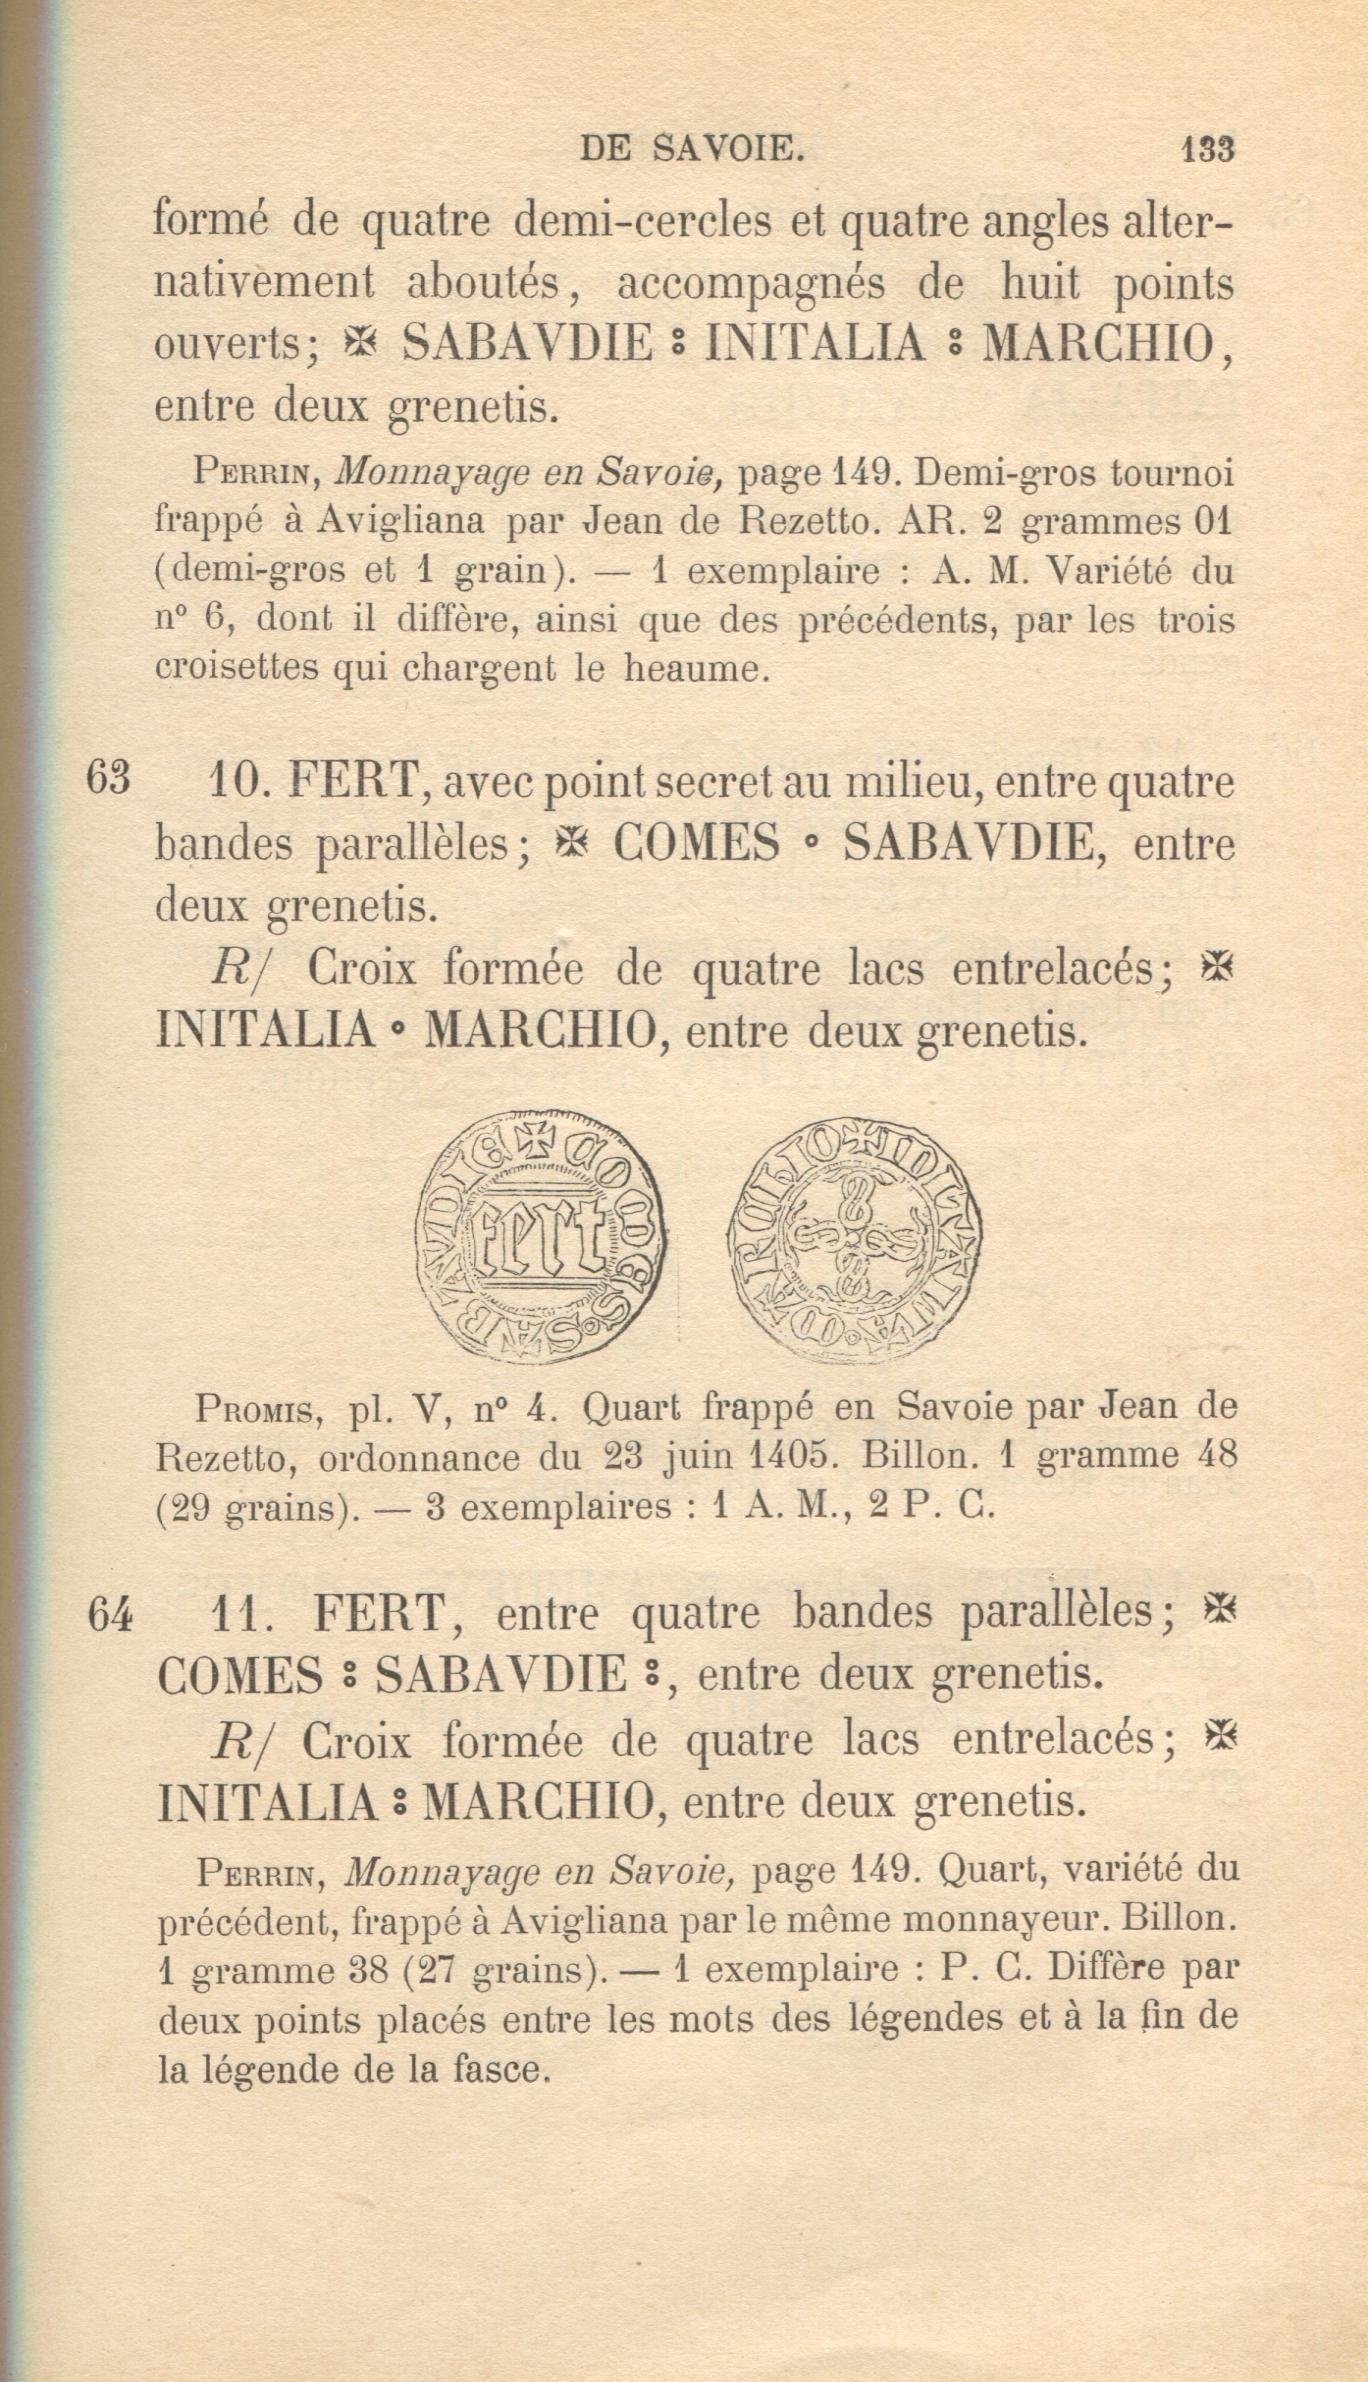 DE SAVOIE. 133
formé de quatre demi-cercles et quatre angles alter-
nativement aboutés, accompagnés de huit points
ouverts; ✠ SABAVDIE ⦂ INITALIA ⦂ MARCHIO,
entre deux grenetis.
PERRIN, Monnayage en Savoie, page 149. Demi-gros tournoi
frappé à Avigliana par Jean de Rezetto. AR. 2 grammes 01
(demi-gros et 1 grain). — 1 exemplaire : A. M. Variété du
nº 6, dont il diffère, ainsi que des précédents, par les trois
croisettes qui chargent le heaume.
63 10. FERT, avec point secret au milieu, entre quatre
bandes parallèles; ✠ COMES ∘ SABAVDIE, entre
deux grenetis.
R/ Croix formée de quatre lacs entrelacés; ✠
INITALIA ∘ MARCHIO, entre deux grenetis.
fert
PROMIS, pl. V, nº 4. Quart frappé en Savoie par Jean de
Rezetto, ordonnance du 23 juin 1405. Billon. 1 gramme 48
(29 grains). — 3 exemplaires : 1 A. M., 2 P. C.
64 11. FERT, entre quatre bandes parallèles; ✠
COMES ⦂ SABAVDIE ⦂, entre deux grenetis.
R/ Croix formée de quatre lacs entrelacés; ✠
INITALIA ⦂ MARCHIO, entre deux grenetis.
PERRIN, Monnayage en Savoie, page 149. Quart, variété du
précédent, frappé à Avigliana par le même monnayeur. Billon.
1 gramme 38 (27 grains). — 1 exemplaire : P. C. Diffère par
deux points placés entre les mots des légendes et à la fin de
la légende de la fasce.